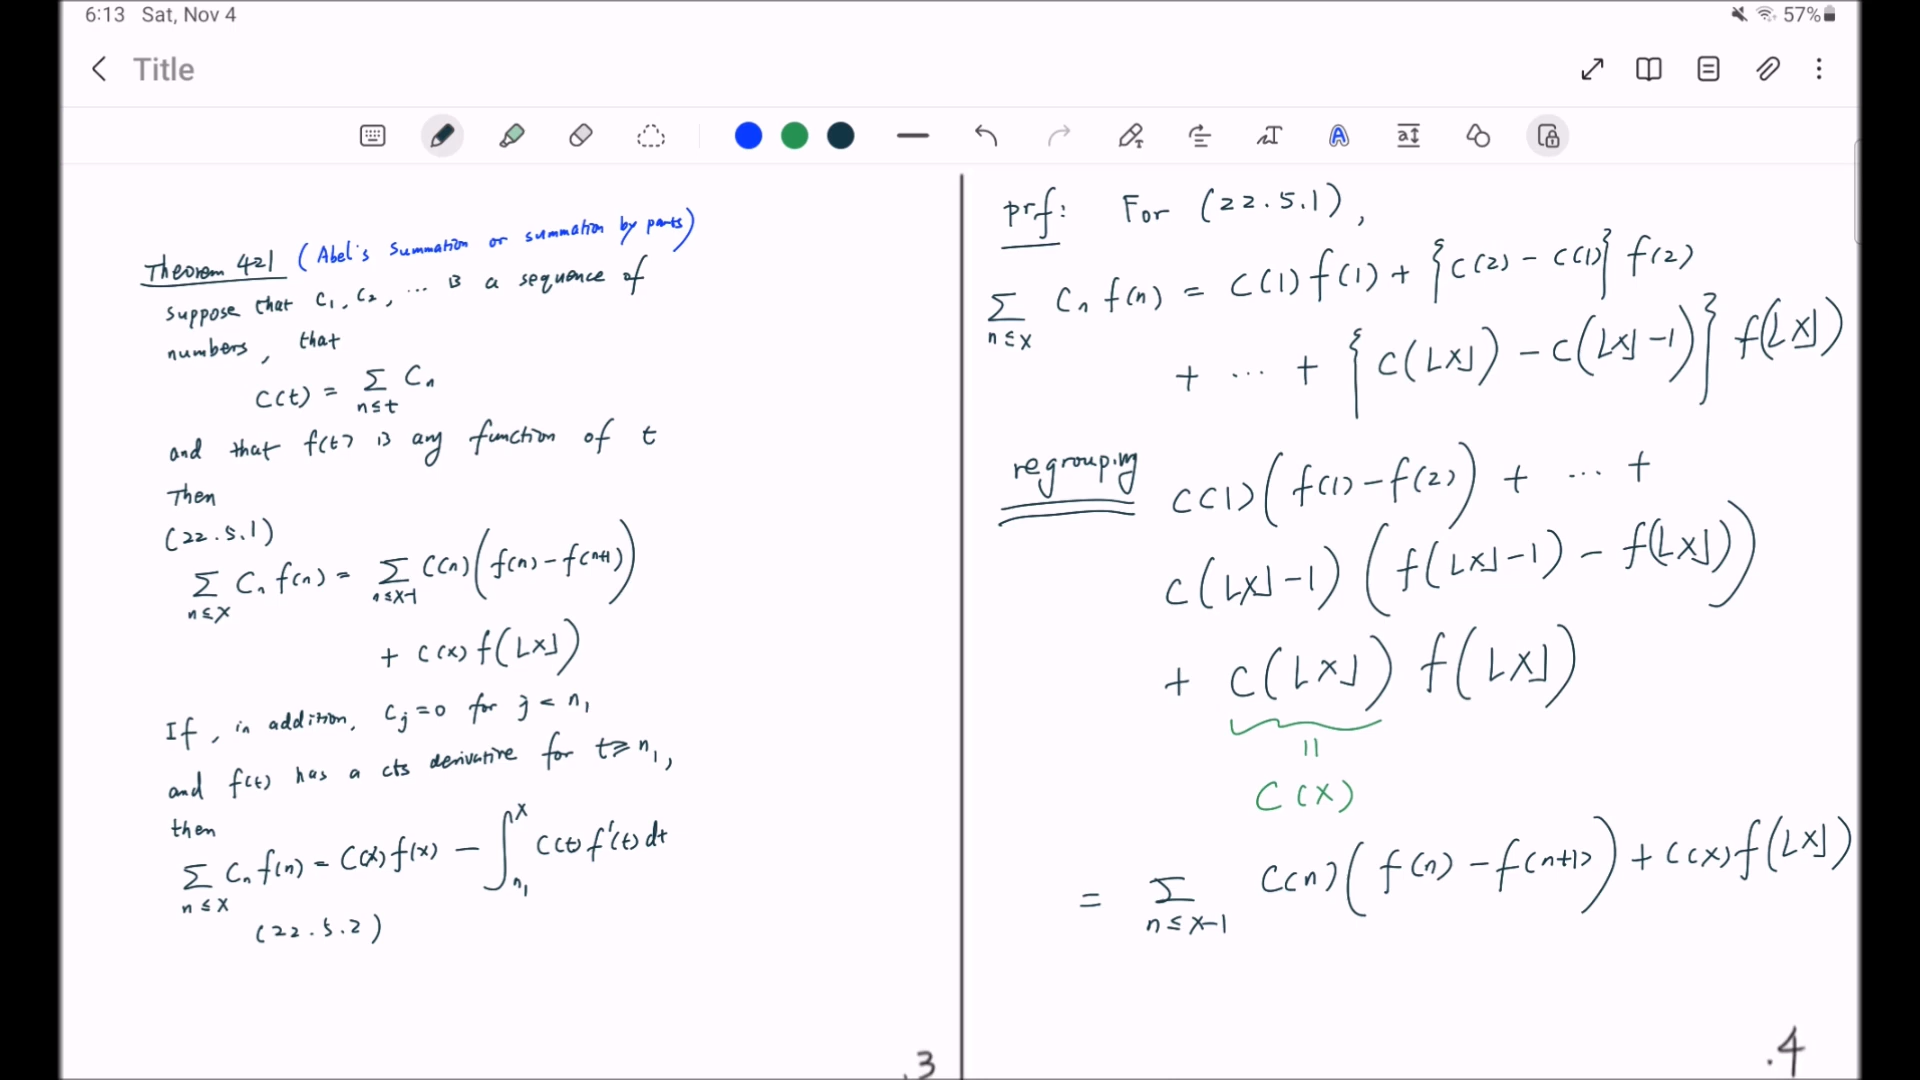 6:13 Sat, Nov 4
57%
Title
Theorem 421 (Abel's summation or summation by parts)
Suppose that C₁, C₂, ... is a sequence of
numbers, that
C(t) = Σ_{n≤t} Cₙ
and that f(t) is any function of t
Then
(22.5.1)
Σ_{n≤x} Cₙ f(n) = Σ_{n≤x-1} C(n)(f(n) - f(n+1))
+ C(x) f(⌊x⌋)
If, in addition, Cⱼ = 0 for j < n₁
and f(t) has a cts derivative for t ≥ n₁,
then
Σ_{n≤x} Cₙ f(n) = C(x) f(x) - ∫_{n₁}^{x} C(t) f'(t) dt
(22.5.2)
.3
prf: For (22.5.1),
Σ_{n≤x} Cₙ f(n) = C(1) f(1) + {C(2) - C(1)} f(2)
+ ... + {C(⌊x⌋) - C(⌊x⌋-1)} f(⌊x⌋)
regrouping C(1)(f(1) - f(2)) + ... +
C(⌊x⌋-1)(f(⌊x⌋-1) - f(⌊x⌋))
+ C(⌊x⌋) f(⌊x⌋)
||
C(x)
= Σ_{n≤x-1} C(n)(f(n) - f(n+1)) + C(x) f(⌊x⌋)
.4